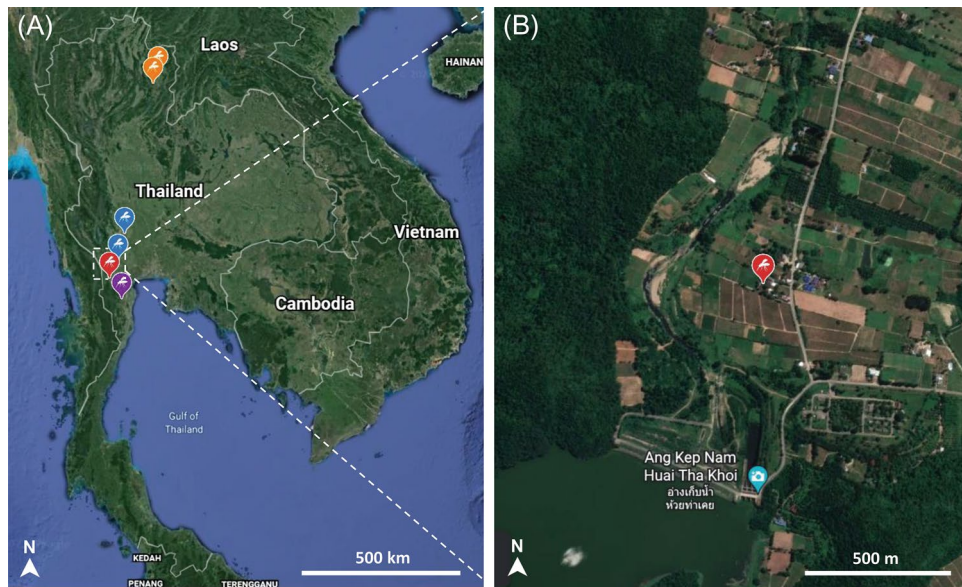 (A)
Laos
HAINAN
Thailand
Vietnam
Cambodia
Gulf of
Thailand
KEDAH
PENANG
TERENGGANU
N
500 km
(B)
Ang Kep Nam
Huai Tha Khoi
อ่างเก็บน้ำ
ห้วยท่าเคย
N
500 m